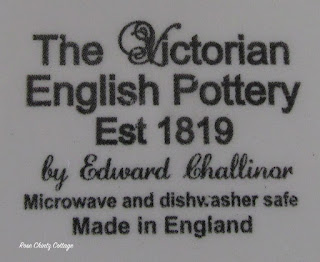 The Victorian
English Pottery
Est 1819
by Edward Challinor
Microwave and dishwasher safe
Made in England
Rose Chintz Cottage